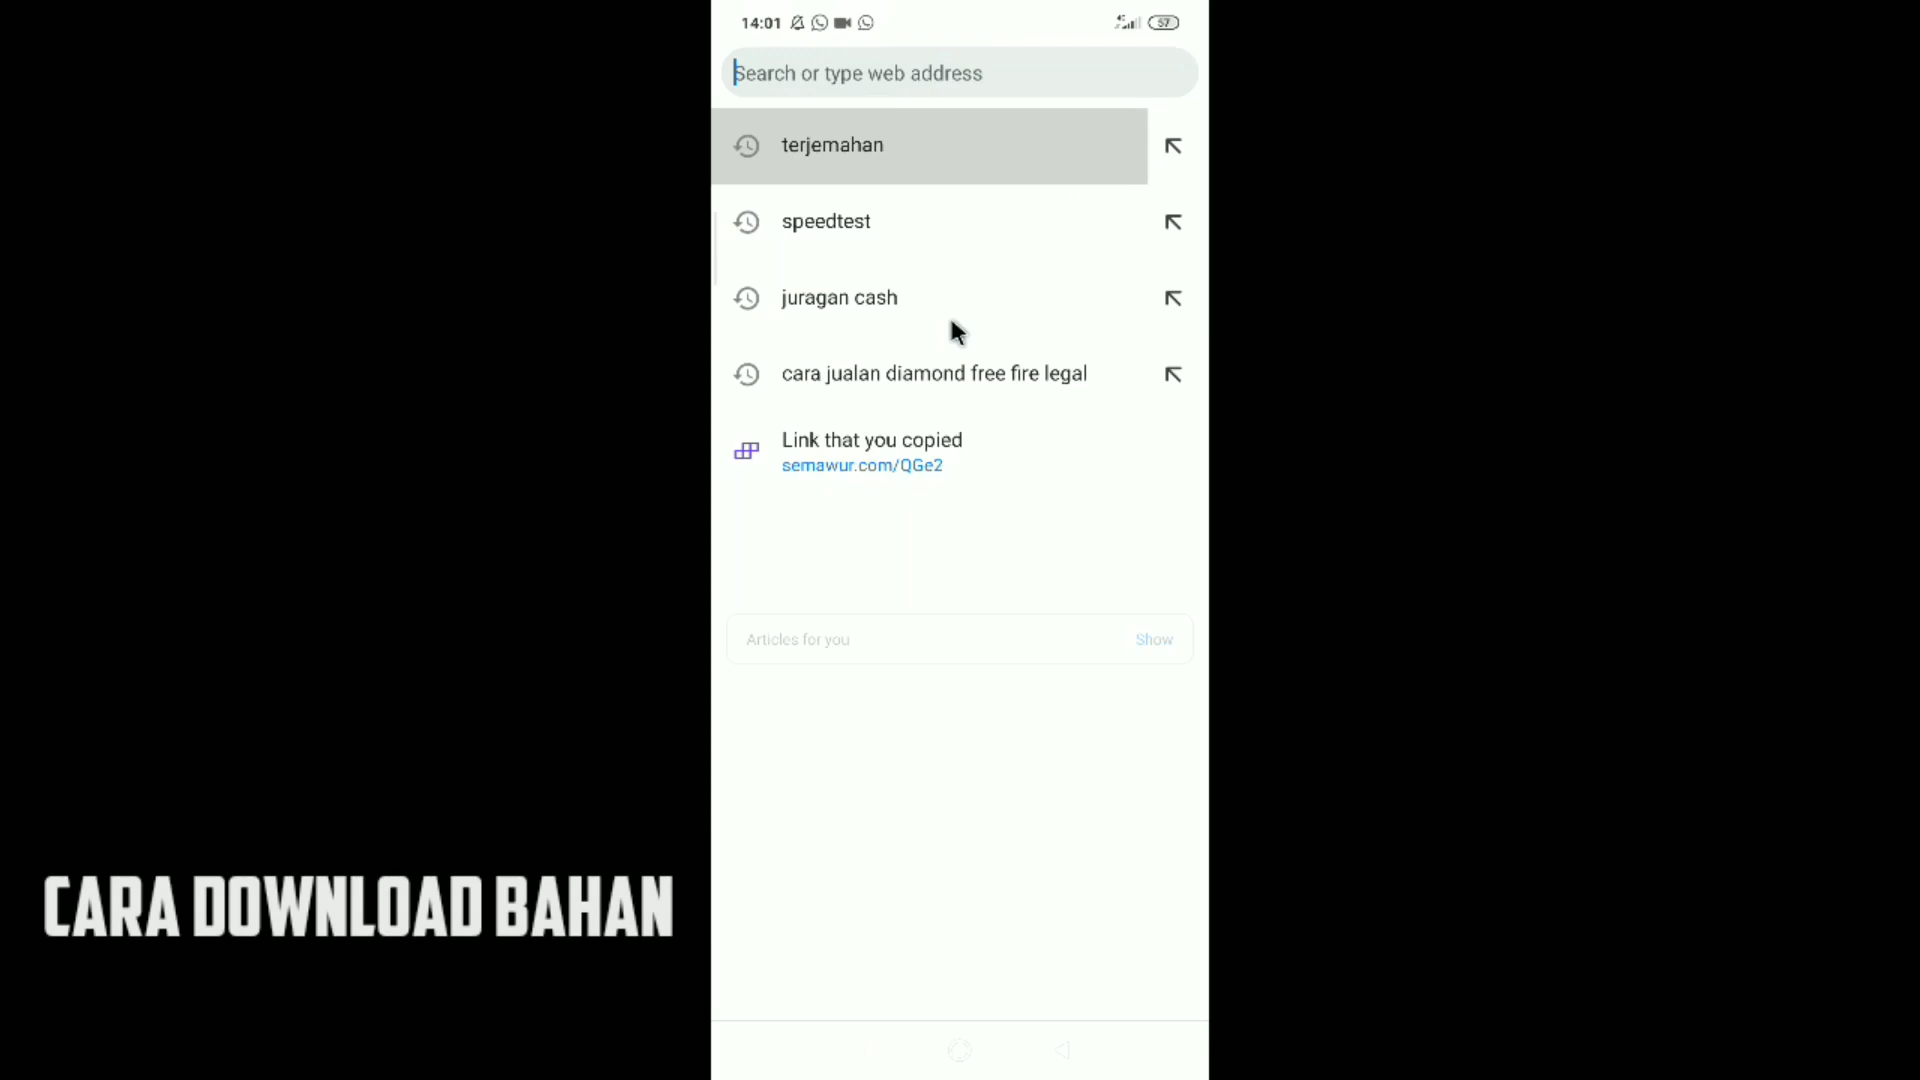 14:01
57
Search or type web address
terjemahan
speedtest
juragan cash
cara jualan diamond free fire legal
Link that you copied
semawur.com/QGe2
Articles for you
Show
CARA DOWNLOAD BAHAN